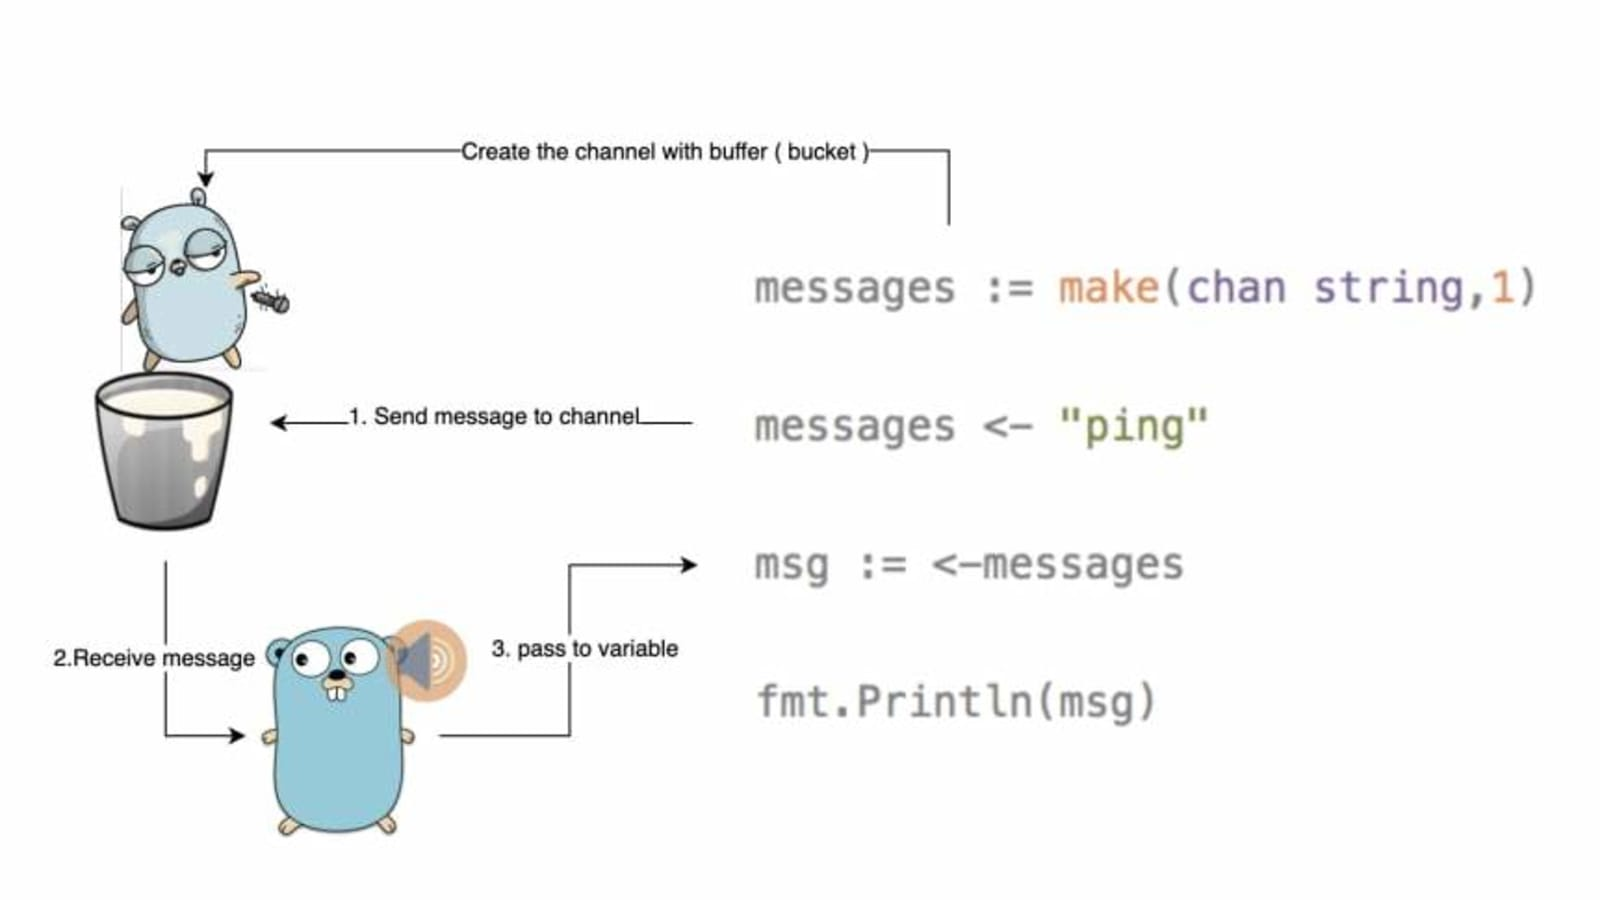 Create the channel with buffer ( bucket )
messages := make(chan string,1)
1. Send message to channel
messages <- "ping"
msg := <-messages
2.Receive message
3. pass to variable
fmt.Println(msg)